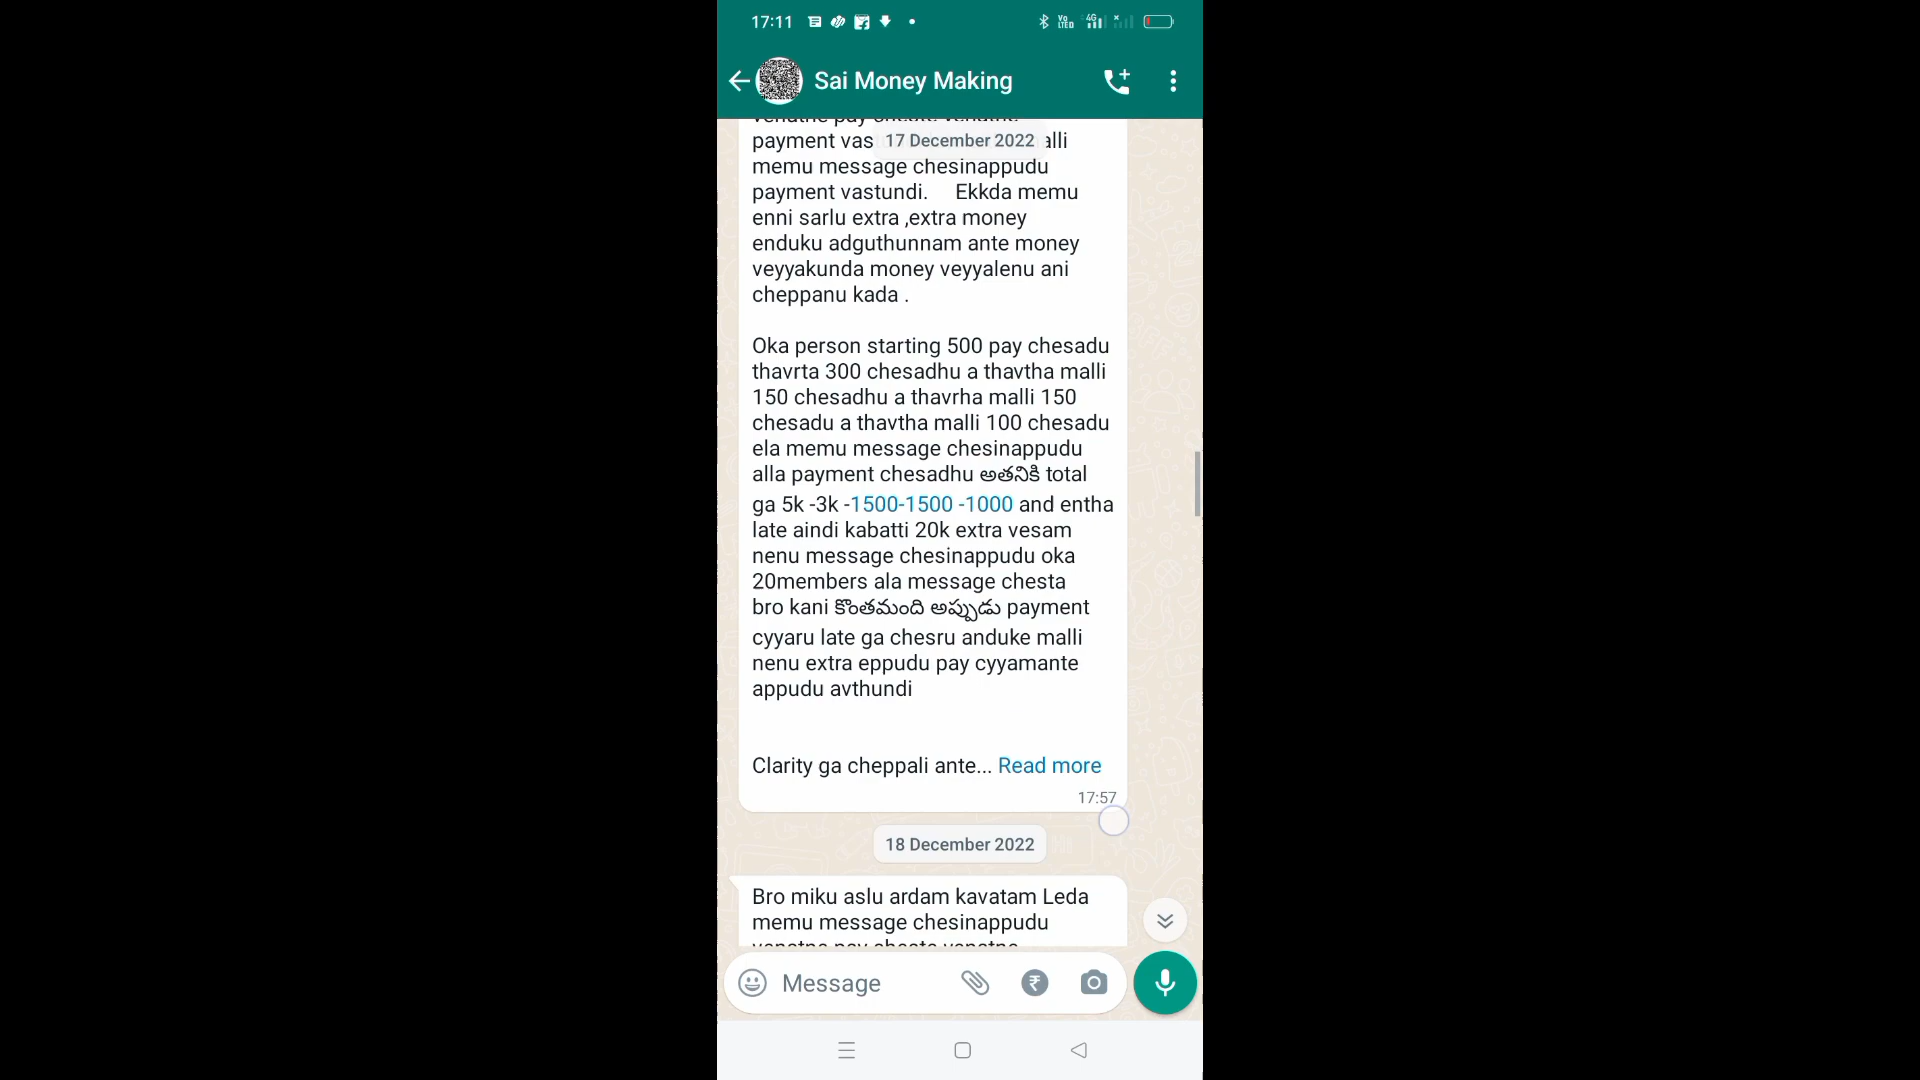 17:11
Sai Money Making
payment vas
17 December 2022
alli
memu message chesinappudu
payment vastundi. Ekkda memu
enni sarlu extra ,extra money
enduku adguthunnam ante money
veyyakunda money veyyalenu ani
cheppanu kada .
Oka person starting 500 pay chesadu
thavrta 300 chesadhu a thavtha malli
150 chesadhu a thavrha malli 150
chesadu a thavtha malli 100 chesadu
ela memu message chesinappudu
alla payment chesadhu అతనికి total
ga 5k -3k -1500-1500 -1000 and entha
late aindi kabatti 20k extra vesam
nenu message chesinappudu oka
20members ala message chesta
bro kani కొంతమంది అప్పుడు payment
cyyaru late ga chesru anduke malli
nenu extra eppudu pay cyyamante
appudu avthundi
Clarity ga cheppali ante... Read more
17:57
18 December 2022
Bro miku aslu ardam kavatam Leda
memu message chesinappudu
Message